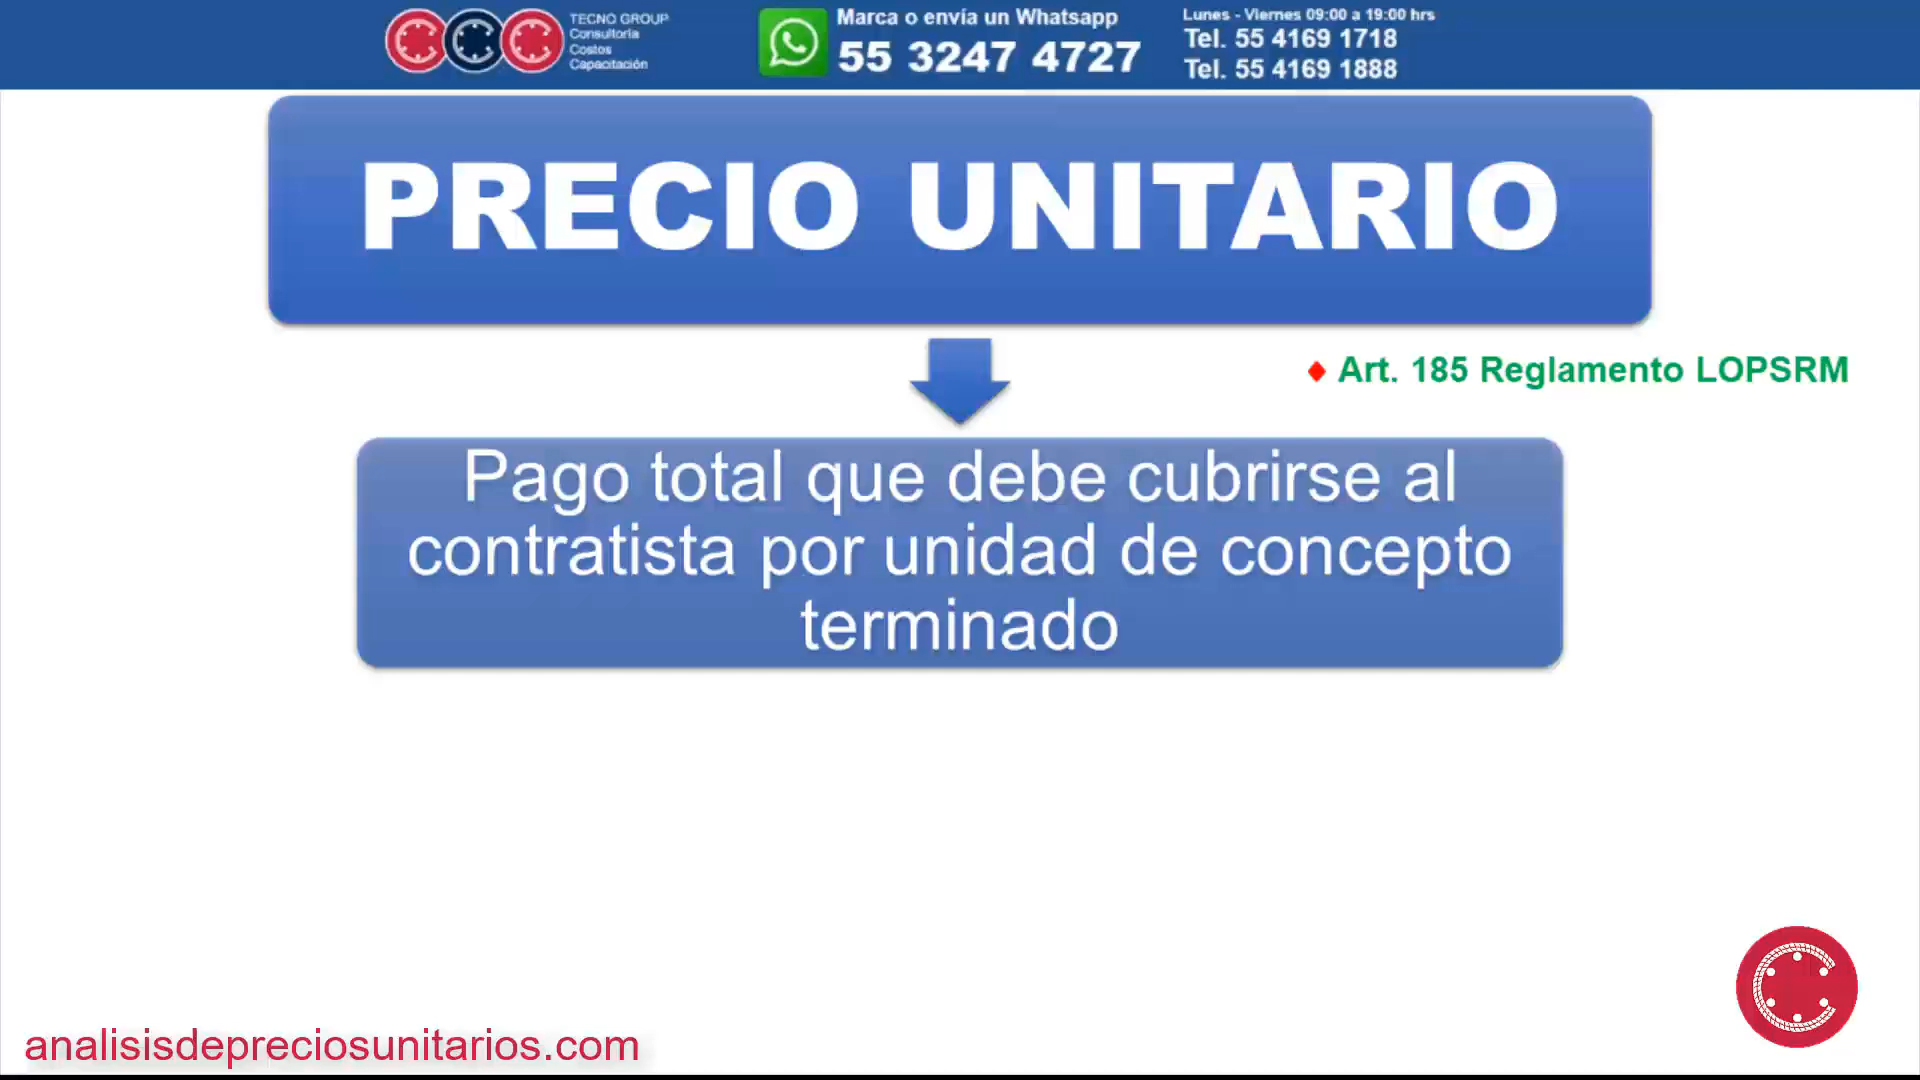 TECNO GROUP
Consultoría
Costos
Capacitación
Marca o envía un Whatsapp
55 3247 4727
Lunes - Viernes 09:00 a 19:00 hrs
Tel. 55 4169 1718
Tel. 55 4169 1888
PRECIO UNITARIO
Art. 185 Reglamento LOPSRM
Pago total que debe cubrirse al
contratista por unidad de concepto
terminado
analisisdepreciosunitarios.com